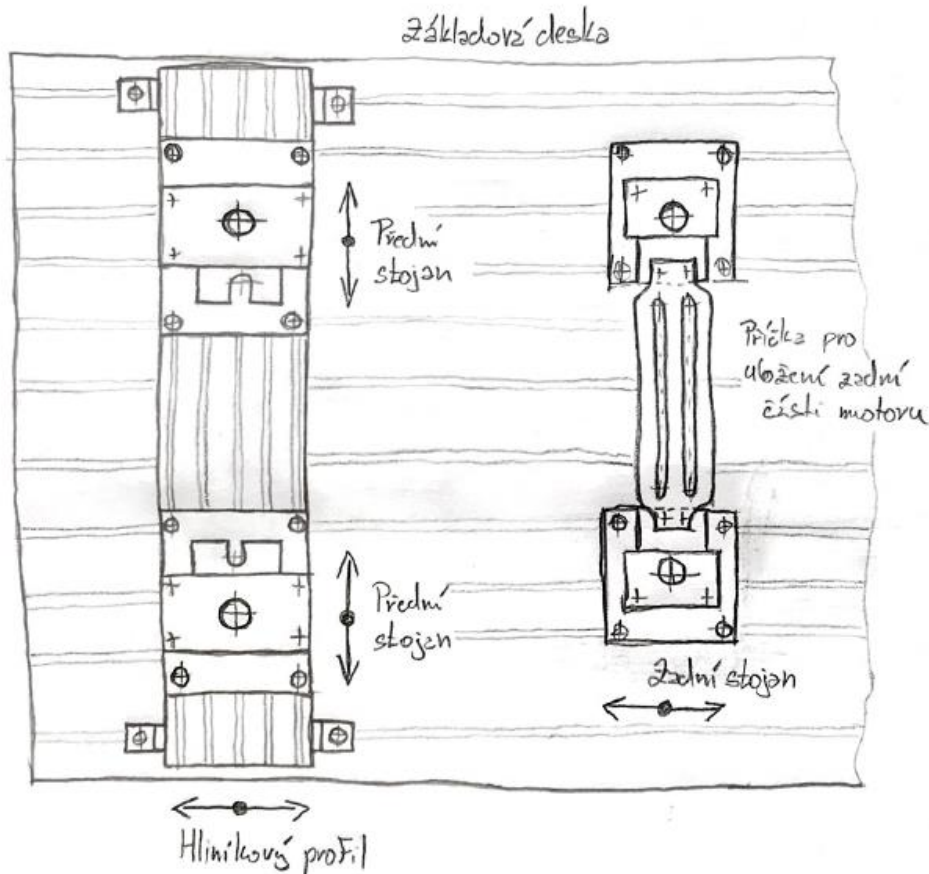 Základová deska
Přední
stojan
Příčka pro
uložení zadní
části motoru
Přední
stojan
Zadní stojan
Hliníkový profil